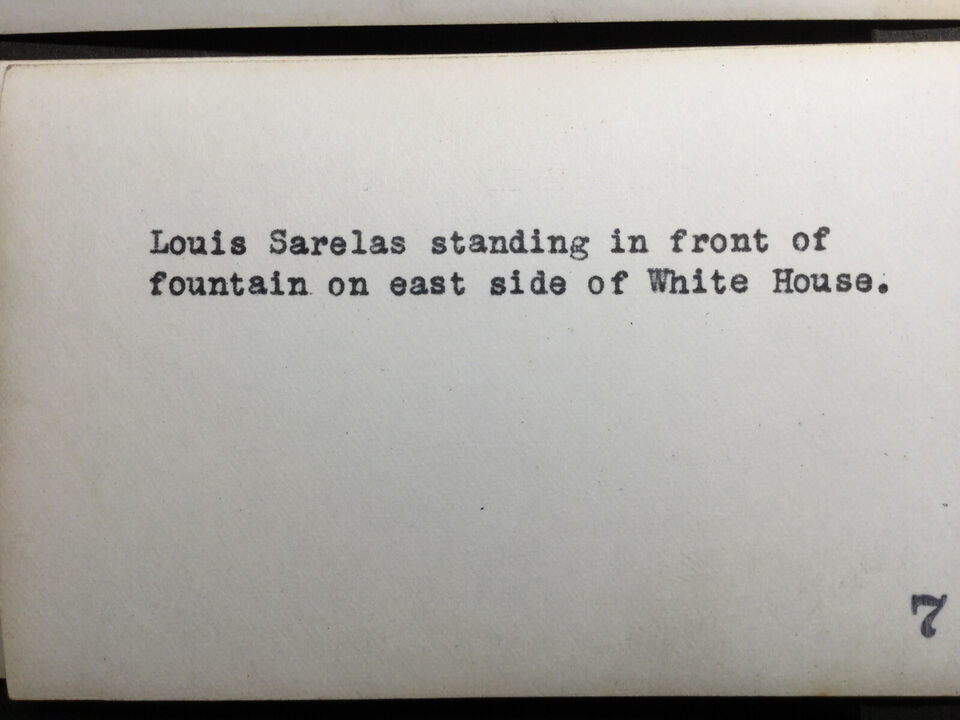 Louis Sarelas standing in front of
fountain on east side of White House.
7